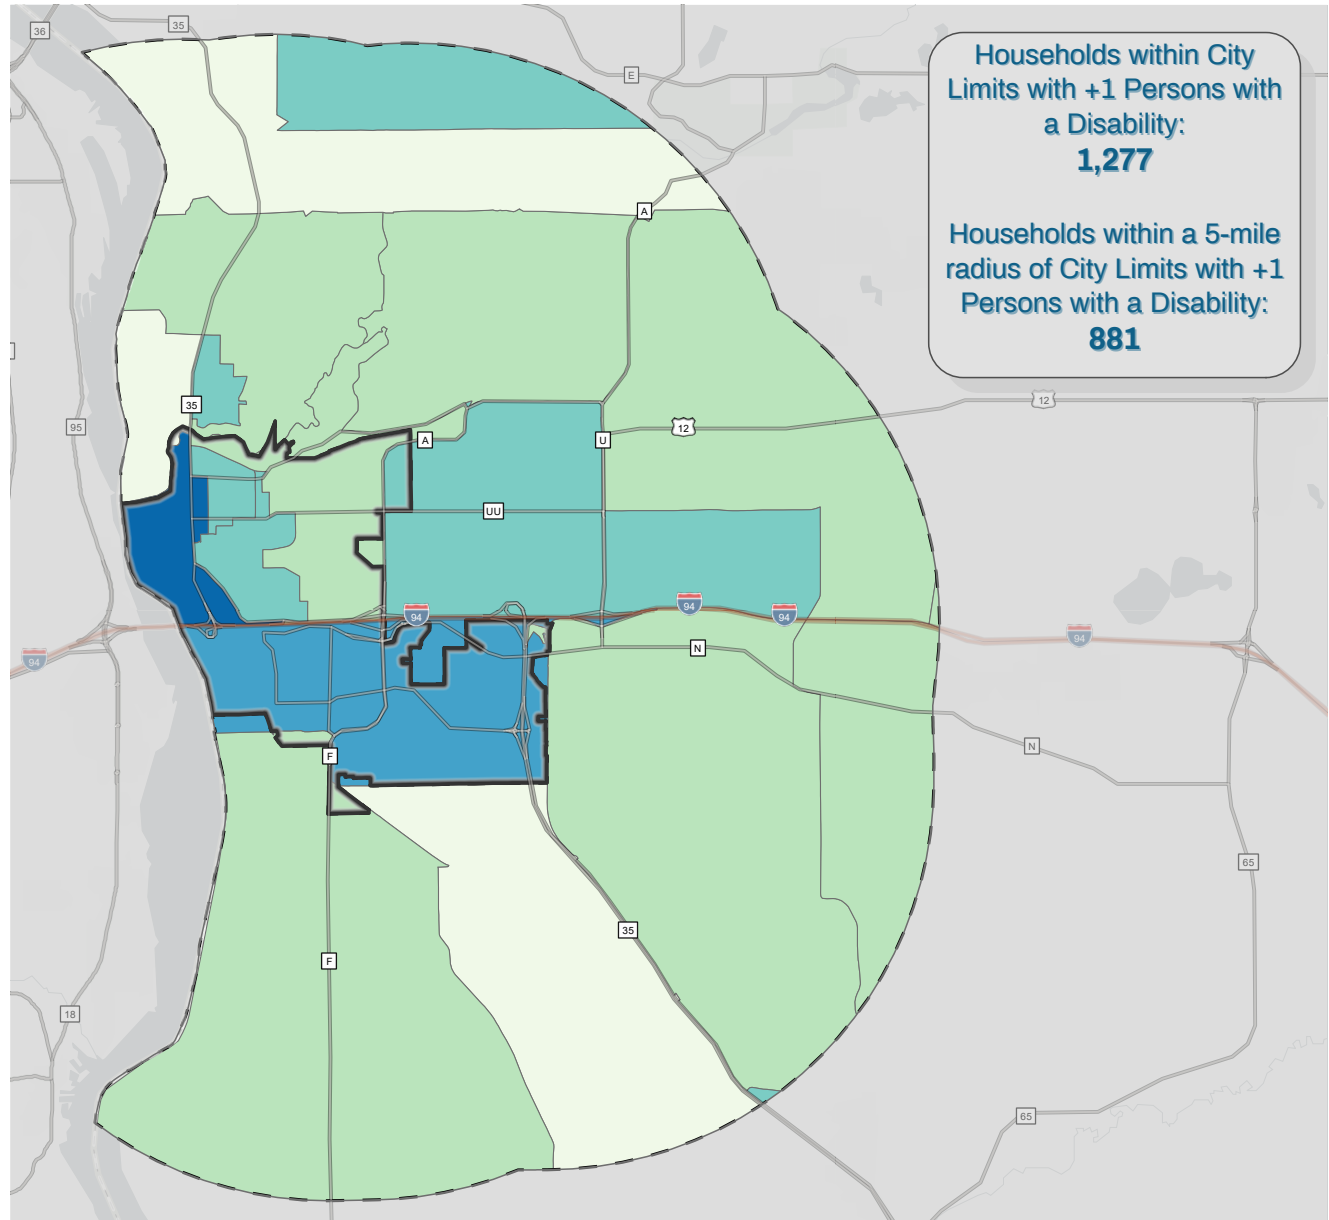 36
35
E
Households within City
Limits with +1 Persons with
a Disability:
1,277
Households within a 5-mile
radius of City Limits with +1
Persons with a Disability:
881
A
35
12
95
A
U
12
UU
94
94
94
94
94
N
F
N
65
35
F
18
65